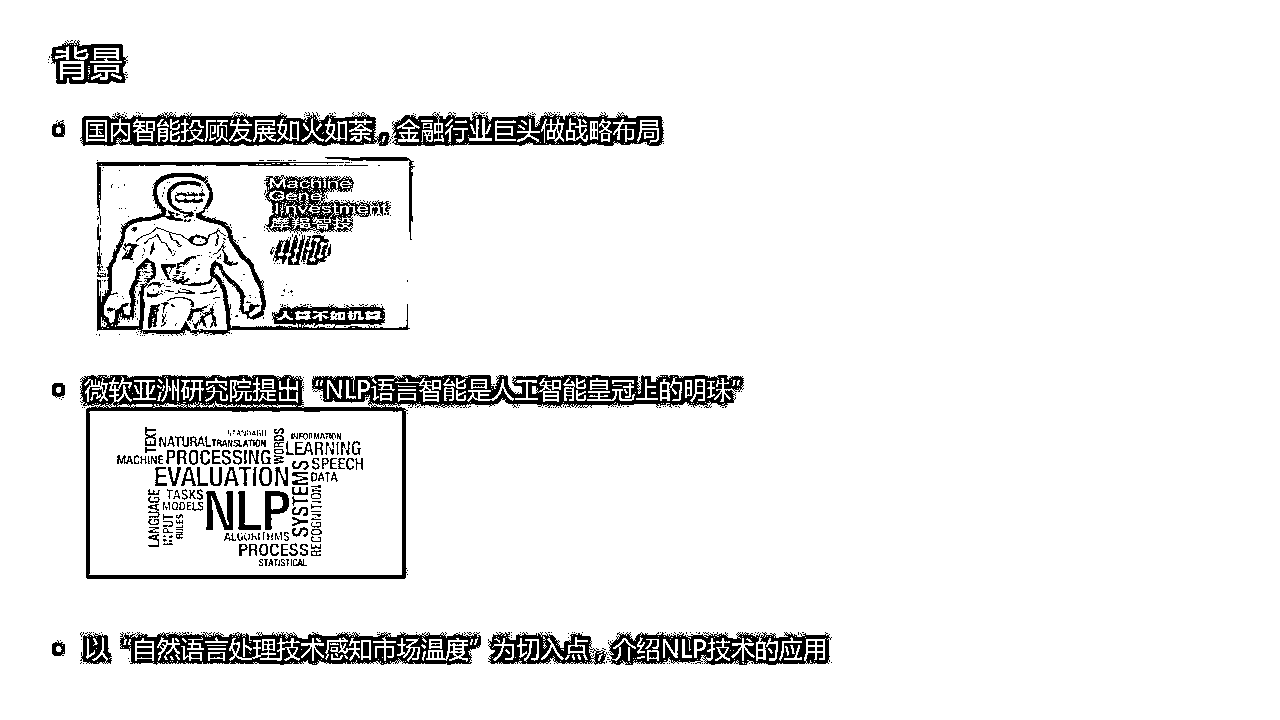 背景
国内智能投顾发展如火如荼，金融行业巨头做战略布局
Machine
Gene
Investment
人算不如机算
微软亚洲研究院提出“NLP语言智能是人工智能皇冠上的明珠”
TEXT
NATURAL
STANDARD
TRANSLATION
WORDS
INFORMATION
LEARNING
MACHINE
PROCESSING
SPEECH
EVALUATION
SYSTEMS
DATA
LANGUAGE
TASKS
MODELS
NLP
RECOGNITION
INPUT
RULES
ALGORITHMS
PROCESS
STATISTICAL
以“自然语言处理技术感知市场温度”为切入点，介绍NLP技术的应用